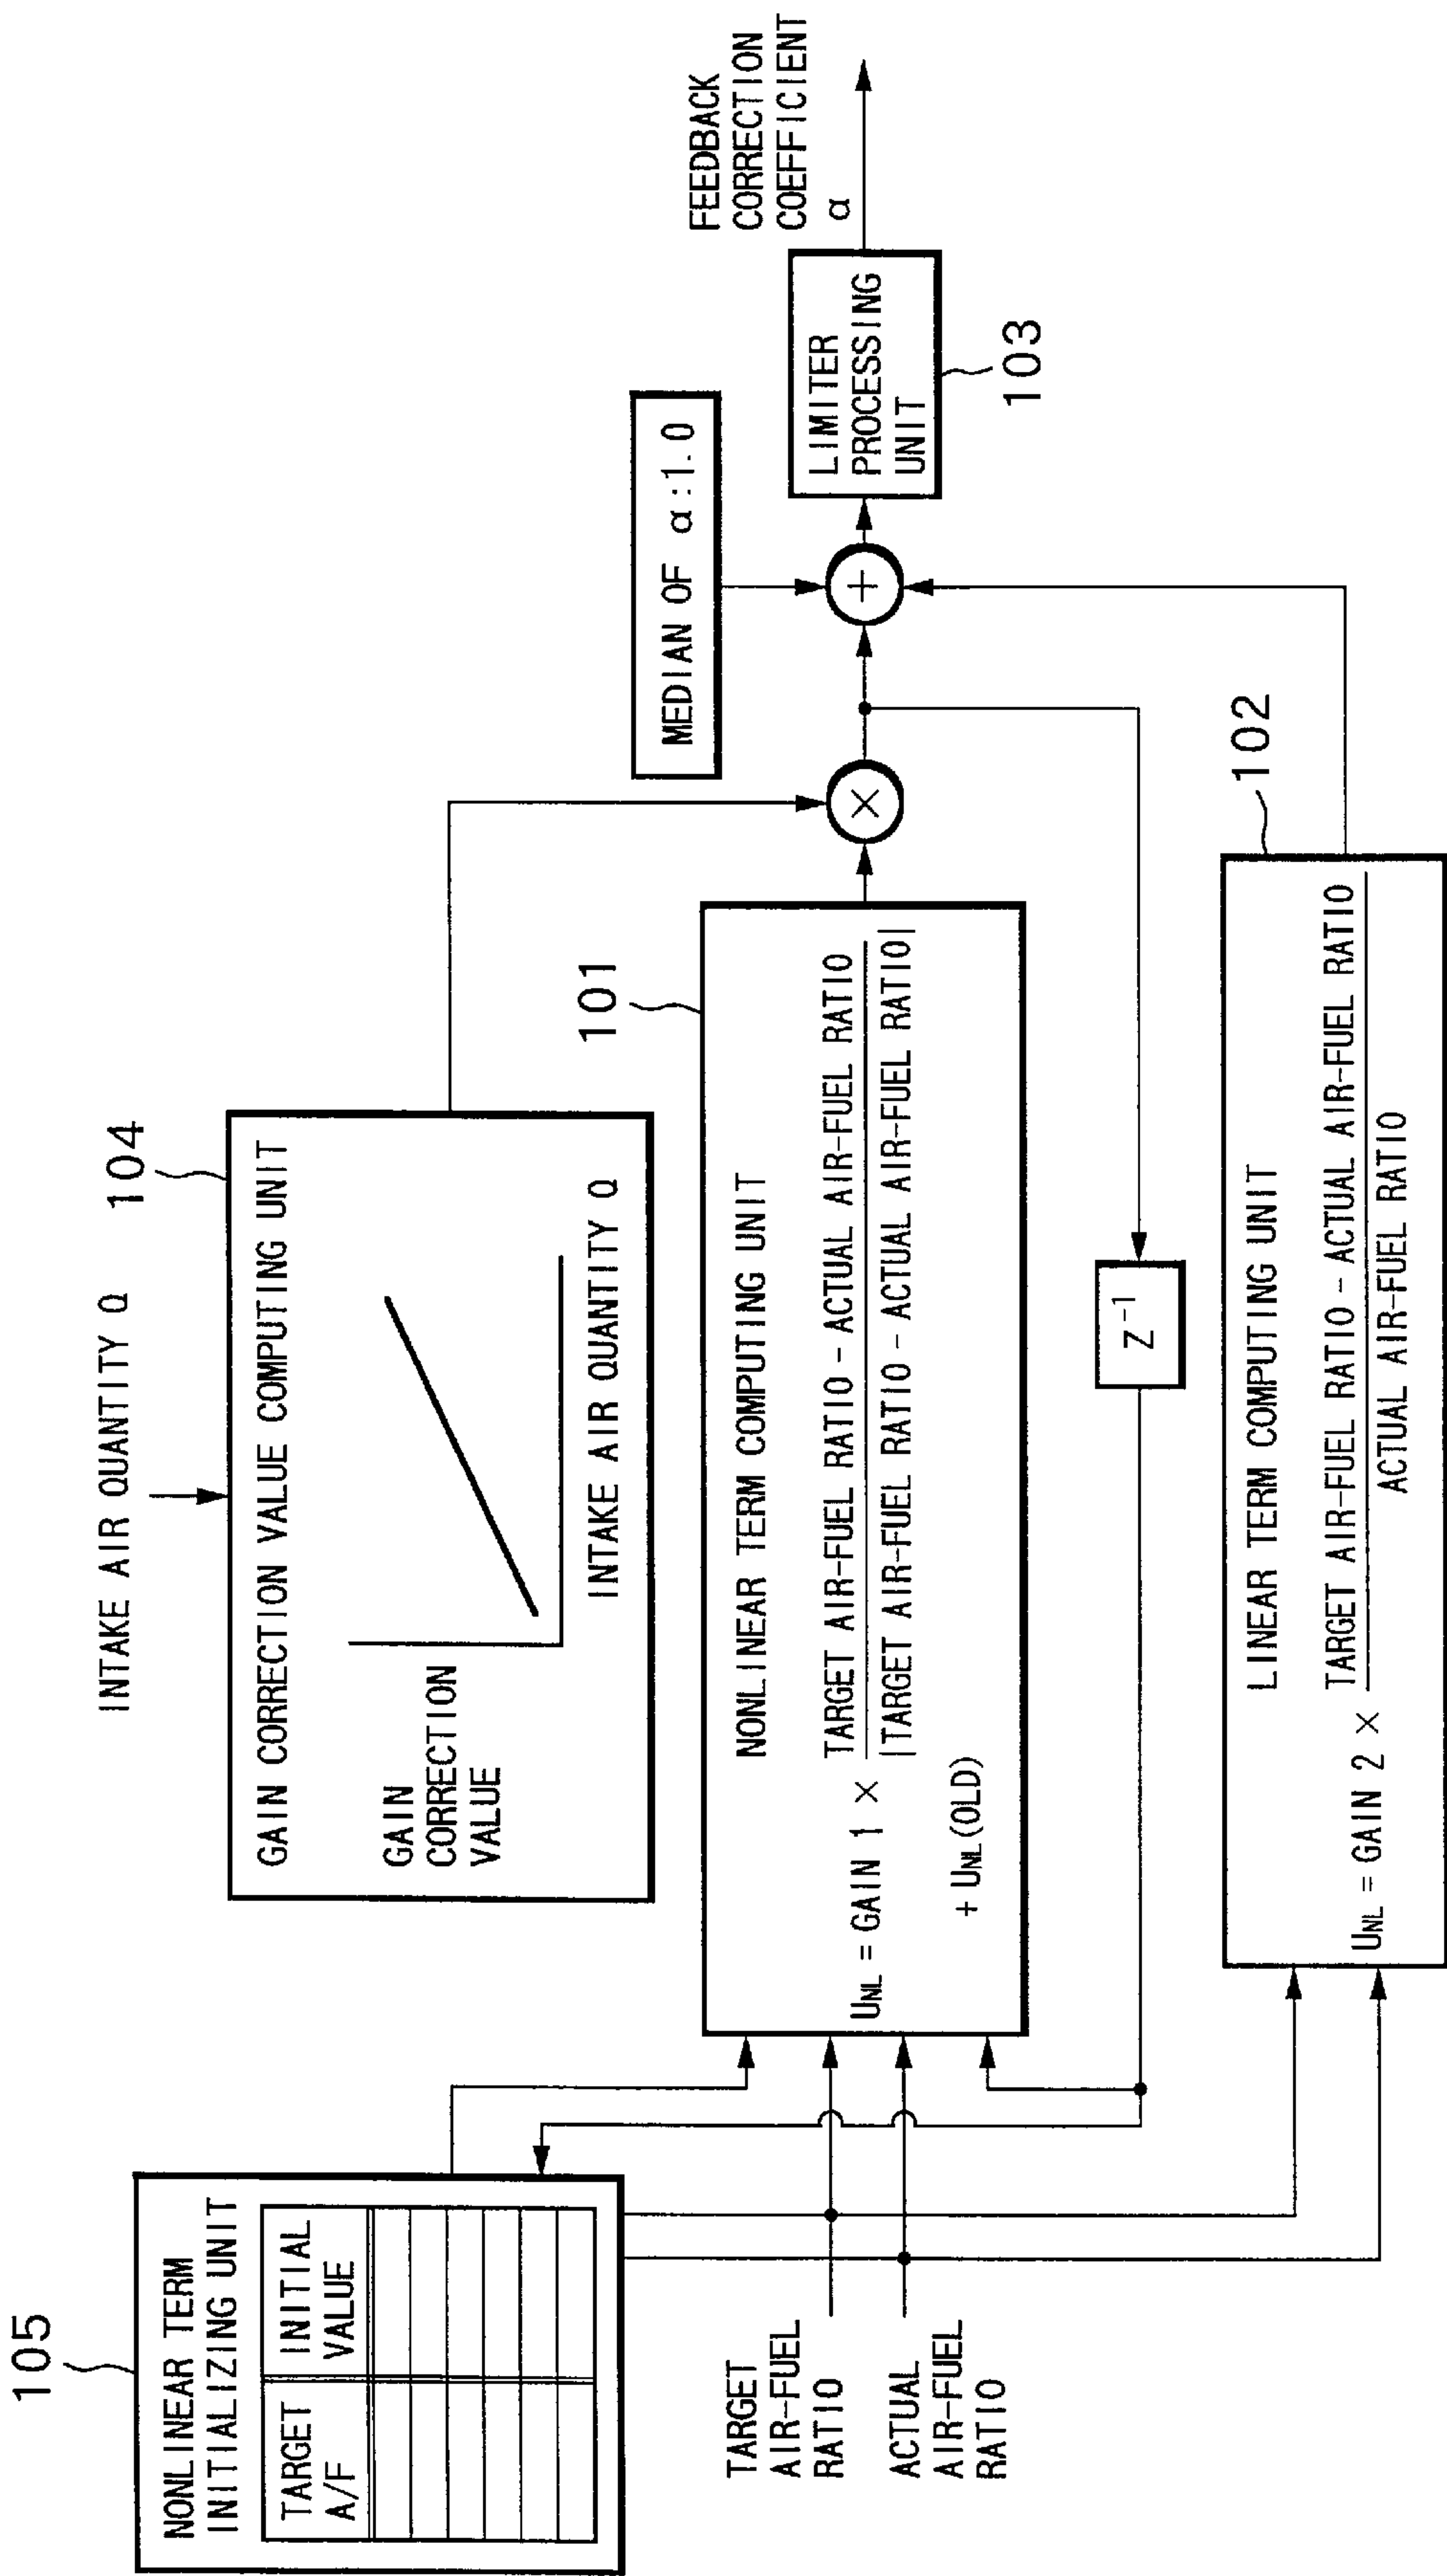 105
NONLINEAR TERM
INITIALIZING UNIT
TARGET
A/F
INITIAL
VALUE
TARGET
AIR-FUEL
RATIO
ACTUAL
AIR-FUEL
RATIO
INTAKE AIR QUANTITY Q
104
GAIN CORRECTION VALUE COMPUTING UNIT
GAIN
CORRECTION
VALUE
INTAKE AIR QUANTITY Q
101
NONLINEAR TERM COMPUTING UNIT
TARGET AIR-FUEL RATIO - ACTUAL AIR-FUEL RATIO
UNL = GAIN 1 ×
|TARGET AIR-FUEL RATIO - ACTUAL AIR-FUEL RATIO|
+ UNL(OLD)
Z-1
102
LINEAR TERM COMPUTING UNIT
TARGET AIR-FUEL RATIO - ACTUAL AIR-FUEL RATIO
UNL = GAIN 2 ×
ACTUAL AIR-FUEL RATIO
×
MEDIAN OF α:1.0
+
LIMITER
PROCESSING
UNIT
103
FEEDBACK
CORRECTION
COEFFICIENT
α